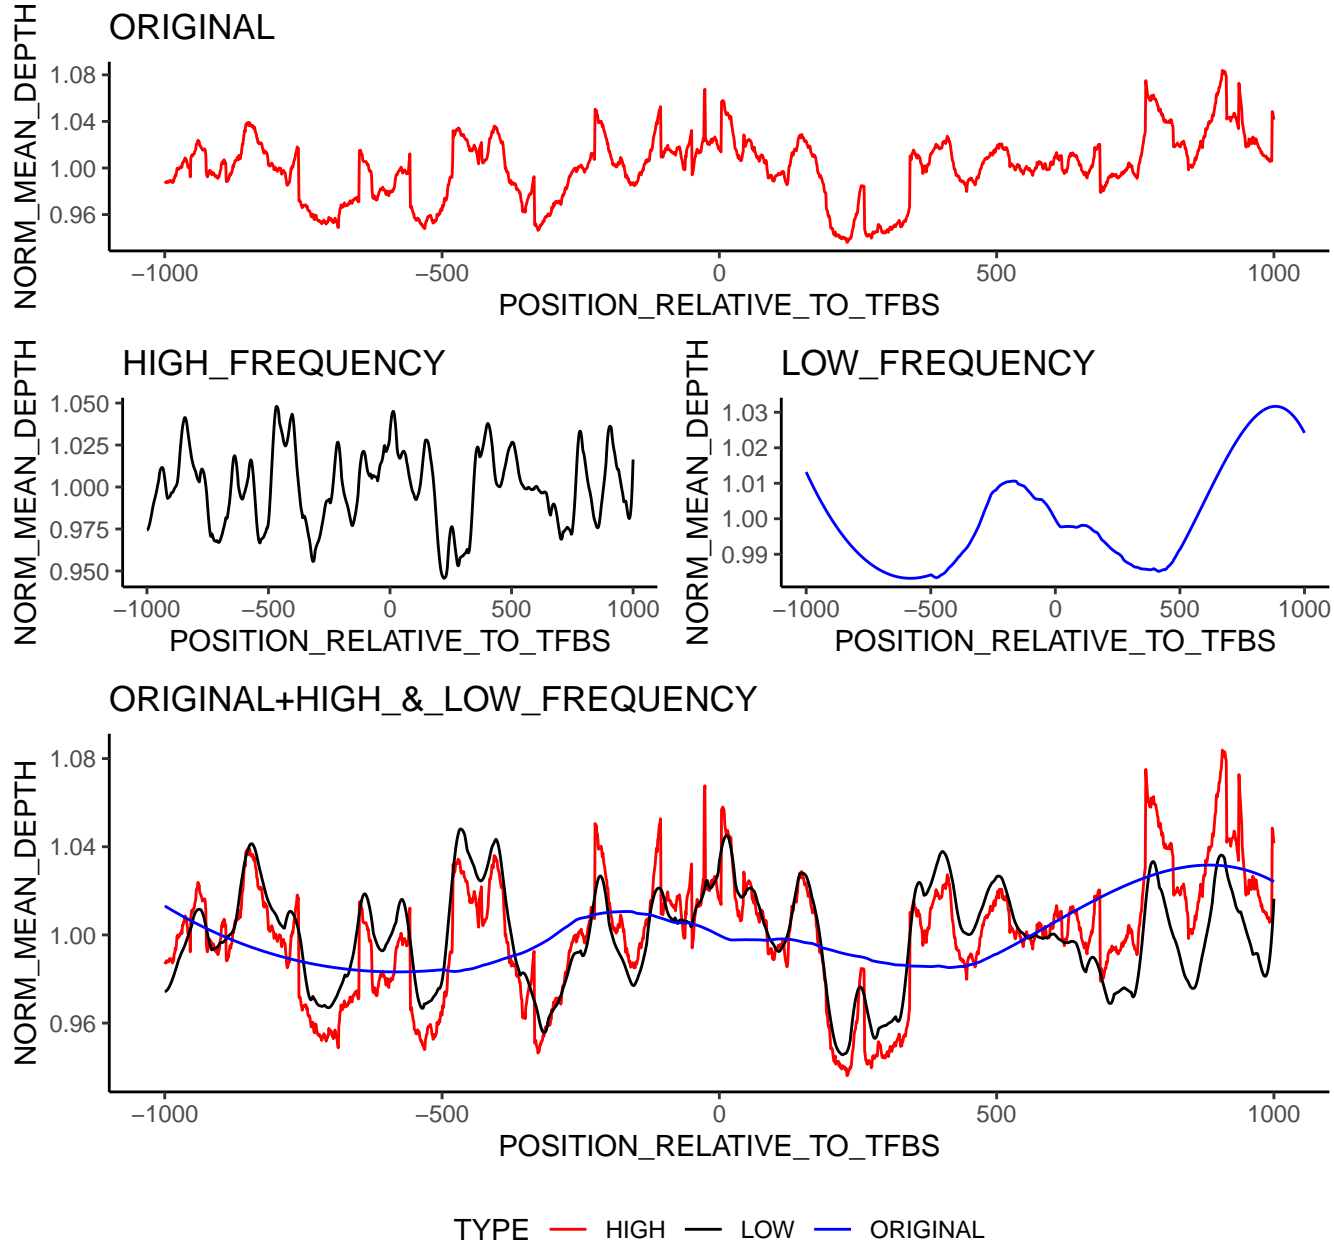 ORIGINAL
NORM_MEAN_DEPTH
1.08
1.04
1.00
0.96
−1000 −500 0 500 1000
POSITION_RELATIVE_TO_TFBS
HIGH_FREQUENCY
NORM_MEAN_DEPTH
1.050
1.025
1.000
0.975
0.950
−1000 −500 0 500 1000
POSITION_RELATIVE_TO_TFBS
LOW_FREQUENCY
NORM_MEAN_DEPTH
1.03
1.02
1.01
1.00
0.99
−1000 −500 0 500 1000
POSITION_RELATIVE_TO_TFBS
ORIGINAL+HIGH_&_LOW_FREQUENCY
NORM_MEAN_DEPTH
1.08
1.04
1.00
0.96
−1000 −500 0 500 1000
POSITION_RELATIVE_TO_TFBS
TYPE HIGH LOW ORIGINAL